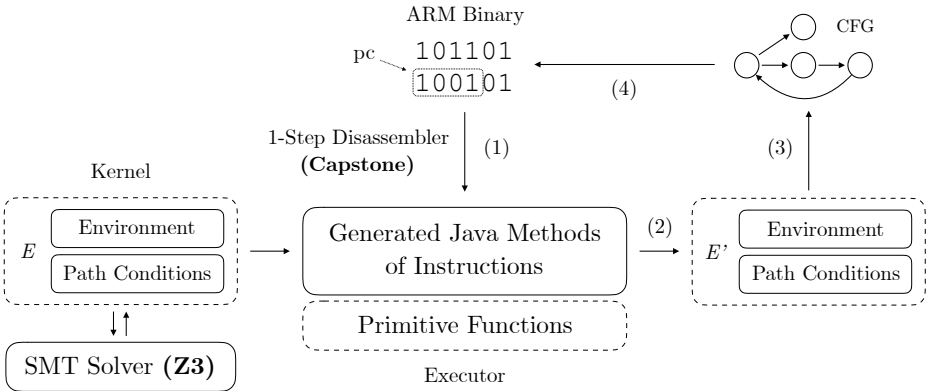 ARM Binary
CFG
pc
101101
100101
(4)
1-Step Disassembler
(Capstone)
(1)
(3)
Kernel
E
Environment
Path Conditions
Generated Java Methods
of Instructions
(2)
E’
Environment
Path Conditions
Primitive Functions
SMT Solver (Z3)
Executor